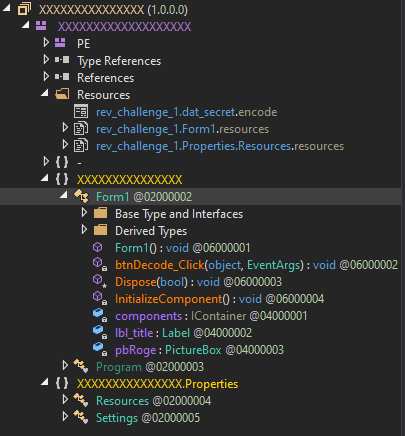 XXXXXXXXXXXXXXX (1.0.0.0)
XXXXXXXXXXXXXXXXXXX
PE
Type References
References
Resources
rev_challenge_1.dat_secret.encode
rev_challenge_1.Form1.resources
rev_challenge_1.Properties.Resources.resources
{ } -
{ } XXXXXXXXXXXXXXX
Form1 @02000002
Base Type and Interfaces
Derived Types
Form1() : void @06000001
btnDecode_Click(object, EventArgs) : void @06000002
Dispose(bool) : void @06000003
InitializeComponent() : void @06000004
components : IContainer @04000001
lbl_title : Label @04000002
pbRoge : PictureBox @04000003
Program @02000003
{ } XXXXXXXXXXXXXXX.Properties
Resources @02000004
Settings @02000005